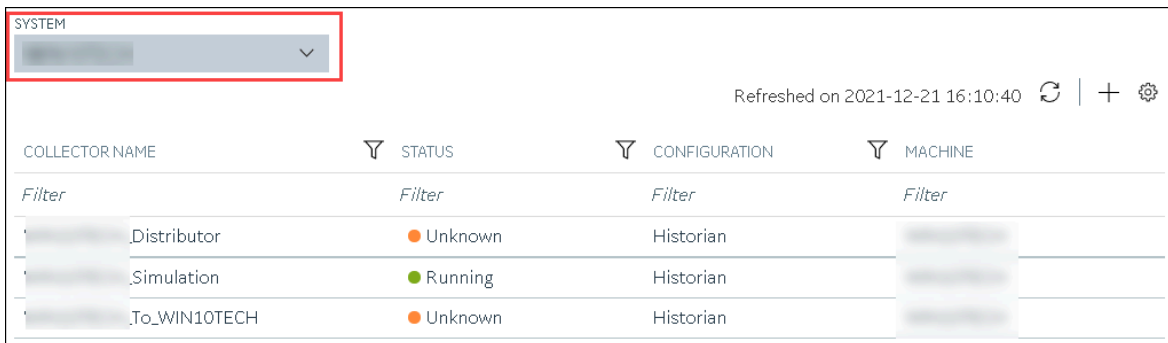 SYSTEM
Refreshed on 2021-12-21 16:10:40
COLLECTOR NAME STATUS CONFIGURATION MACHINE
Filter Filter Filter Filter
_Distributor Unknown Historian
_Simulation Running Historian
_To_WIN10TECH Unknown Historian